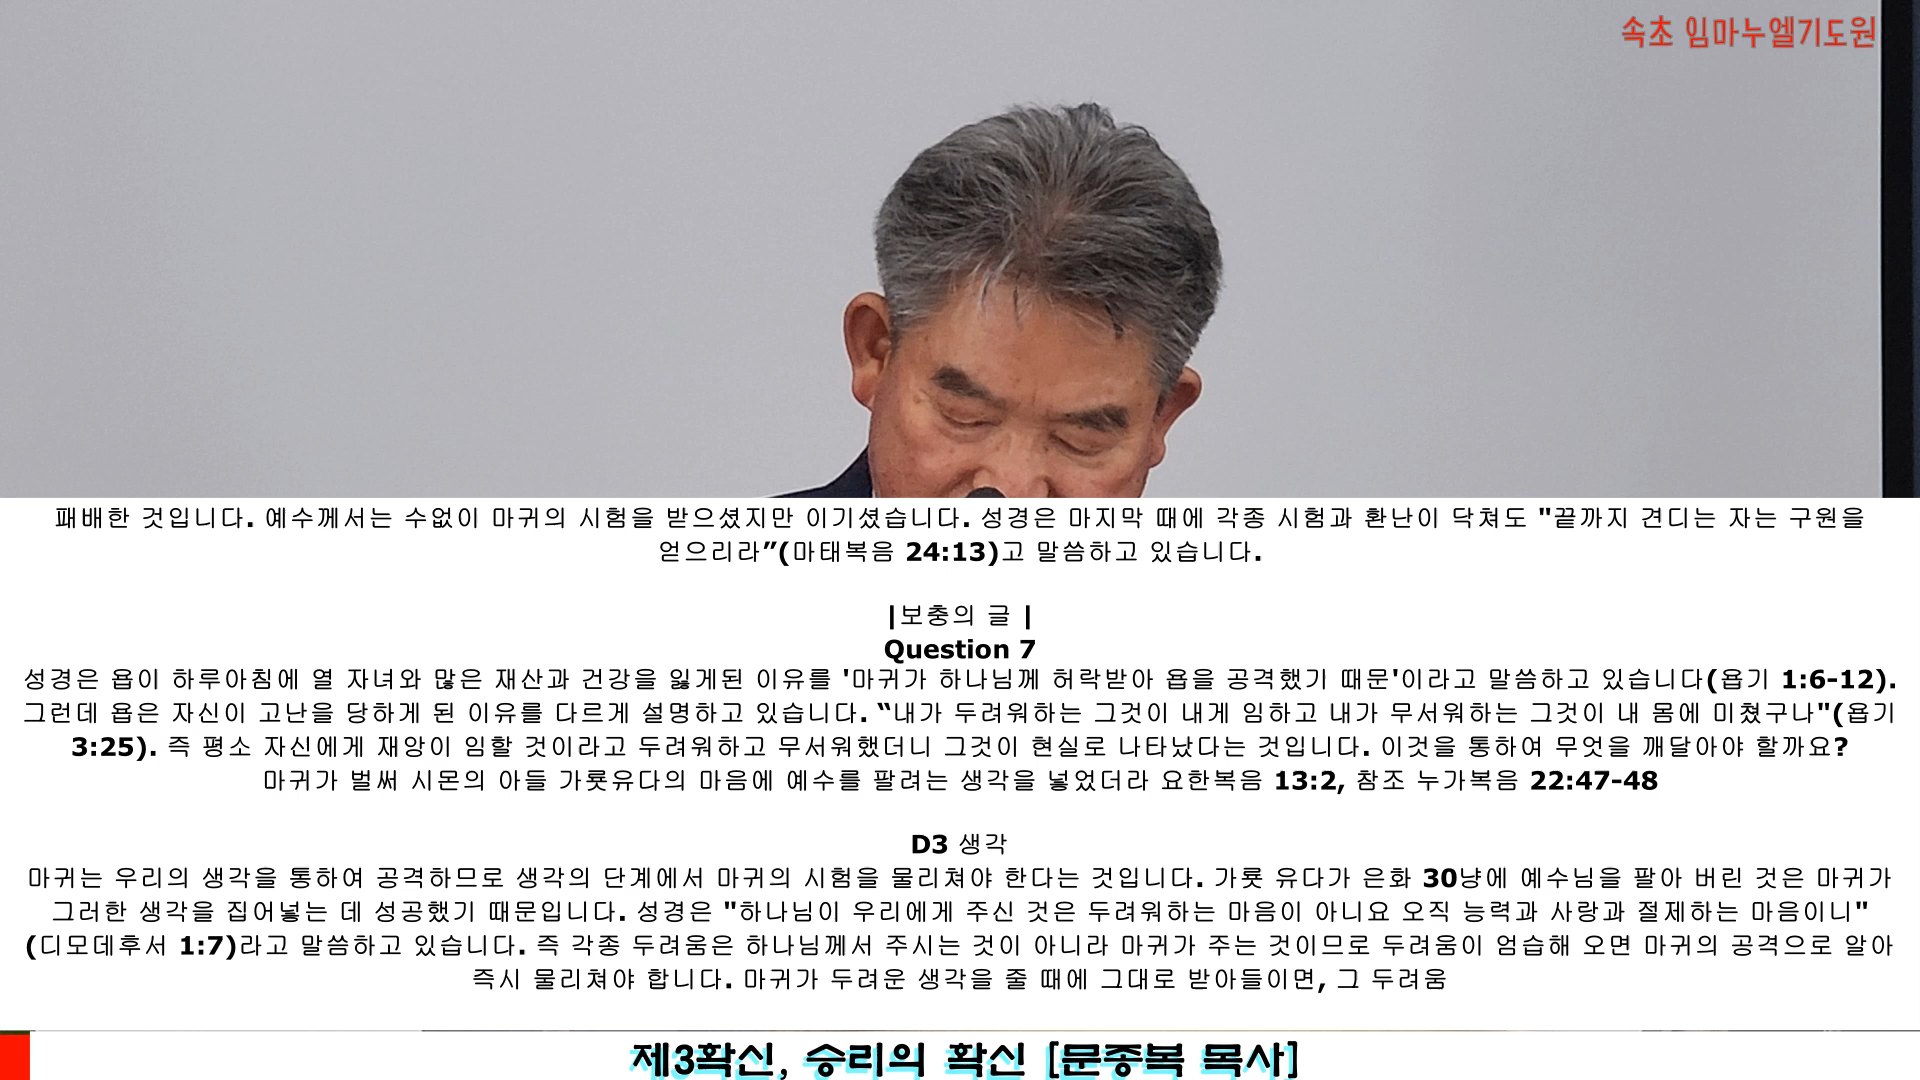 속초 임마누엘기도원
패배한 것입니다. 예수께서는 수없이 마귀의 시험을 받으셨지만 이기셨습니다. 성경은 마지막 때에 각종 시험과 환난이 닥쳐도 "끝까지 견디는 자는 구원을
얻으리라”(마태복음 24:13)고 말씀하고 있습니다.
|보충의 글 |
Question 7
성경은 욥이 하루아침에 열 자녀와 많은 재산과 건강을 잃게된 이유를 '마귀가 하나님께 허락받아 욥을 공격했기 때문'이라고 말씀하고 있습니다(욥기 1:6-12).
그런데 욥은 자신이 고난을 당하게 된 이유를 다르게 설명하고 있습니다. “내가 두려워하는 그것이 내게 임하고 내가 무서워하는 그것이 내 몸에 미쳤구나"(욥기
3:25). 즉 평소 자신에게 재앙이 임할 것이라고 두려워하고 무서워했더니 그것이 현실로 나타났다는 것입니다. 이것을 통하여 무엇을 깨달아야 할까요?
마귀가 벌써 시몬의 아들 가룟유다의 마음에 예수를 팔려는 생각을 넣었더라 요한복음 13:2, 참조 누가복음 22:47-48
D3 생각
마귀는 우리의 생각을 통하여 공격하므로 생각의 단계에서 마귀의 시험을 물리쳐야 한다는 것입니다. 가룟 유다가 은화 30냥에 예수님을 팔아 버린 것은 마귀가
그러한 생각을 집어넣는 데 성공했기 때문입니다. 성경은 "하나님이 우리에게 주신 것은 두려워하는 마음이 아니요 오직 능력과 사랑과 절제하는 마음이니"
(디모데후서 1:7)라고 말씀하고 있습니다. 즉 각종 두려움은 하나님께서 주시는 것이 아니라 마귀가 주는 것이므로 두려움이 엄습해 오면 마귀의 공격으로 알아
즉시 물리쳐야 합니다. 마귀가 두려운 생각을 줄 때에 그대로 받아들이면, 그 두려움
제3확신, 승리의 확신 [문종복 목사]